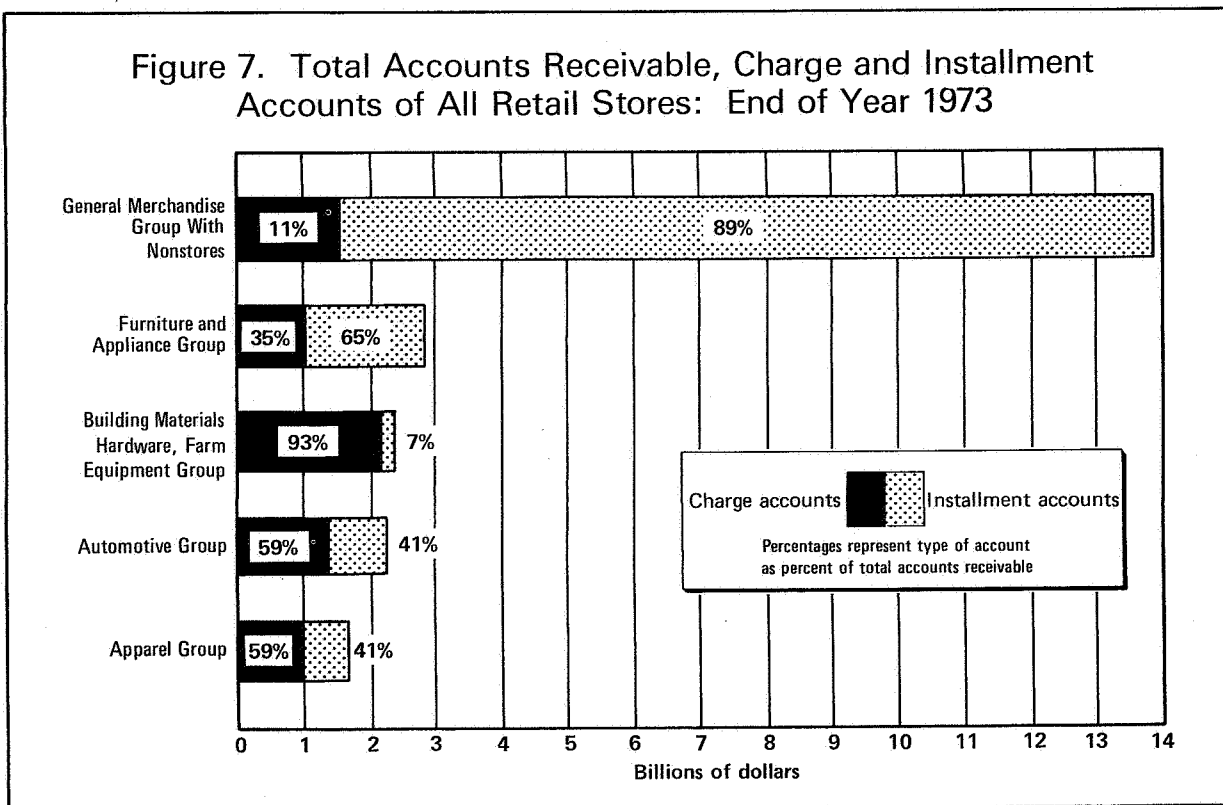 Figure 7. Total Accounts Receivable, Charge and Installment
Accounts of All Retail Stores: End of Year 1973
General Merchandise
Group With
Nonstores
11%
89%
Furniture and
Appliance Group
35%
65%
Building Materials
Hardware, Farm
Equipment Group
93%
7%
Charge accounts
Installment accounts
Percentages represent type of account
as percent of total accounts receivable
Automotive Group
59%
41%
Apparel Group
59%
41%
0 1 2 3 4 5 6 7 8 9 10 11 12 13 14
Billions of dollars